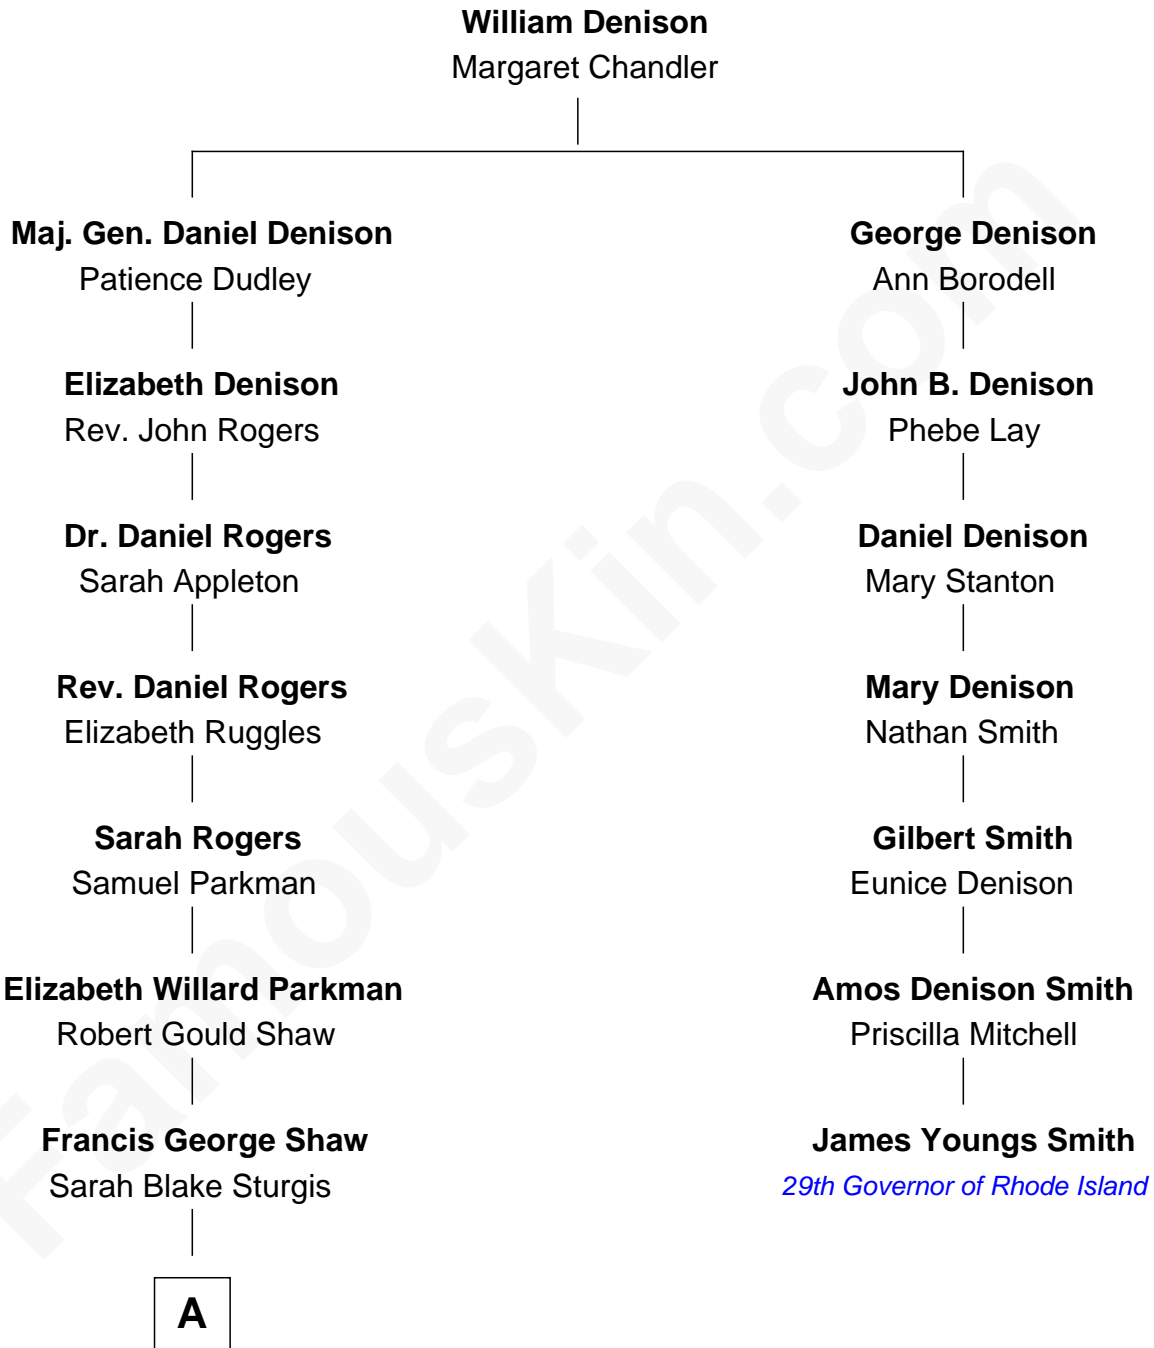 William Denison
Margaret Chandler
Maj. Gen. Daniel Denison
Patience Dudley
George Denison
Ann Borodell
Elizabeth Denison
Rev. John Rogers
John B. Denison
Phebe Lay
Dr. Daniel Rogers
Sarah Appleton
Daniel Denison
Mary Stanton
Rev. Daniel Rogers
Elizabeth Ruggles
Mary Denison
Nathan Smith
Sarah Rogers
Samuel Parkman
Gilbert Smith
Eunice Denison
Elizabeth Willard Parkman
Robert Gould Shaw
Amos Denison Smith
Priscilla Mitchell
Francis George Shaw
Sarah Blake Sturgis
James Youngs Smith
29th Governor of Rhode Island
A
FamousKin.com